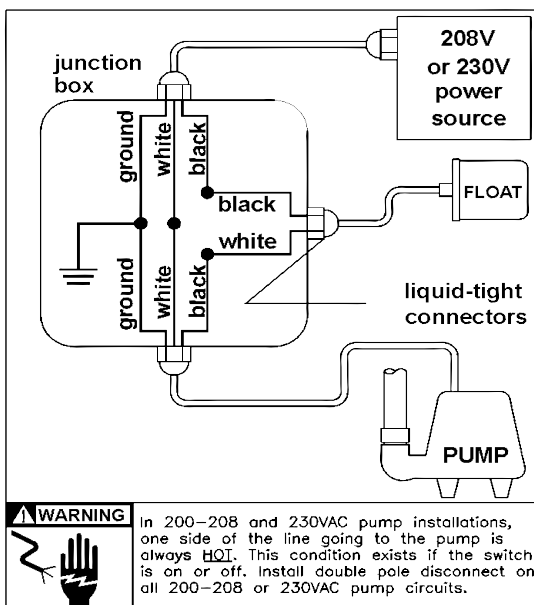 208V
or 230V
power
source
junction
box
ground
white
black
black
white
FLOAT
ground
white
black
liquid-tight
connectors
PUMP
WARNING
In 200-208 and 230VAC pump installations,
one side of the line going to the pump is
always HOT. This condition exists if the switch
is on or off. Install double pole disconnect on
all 200-208 or 230VAC pump circuits.